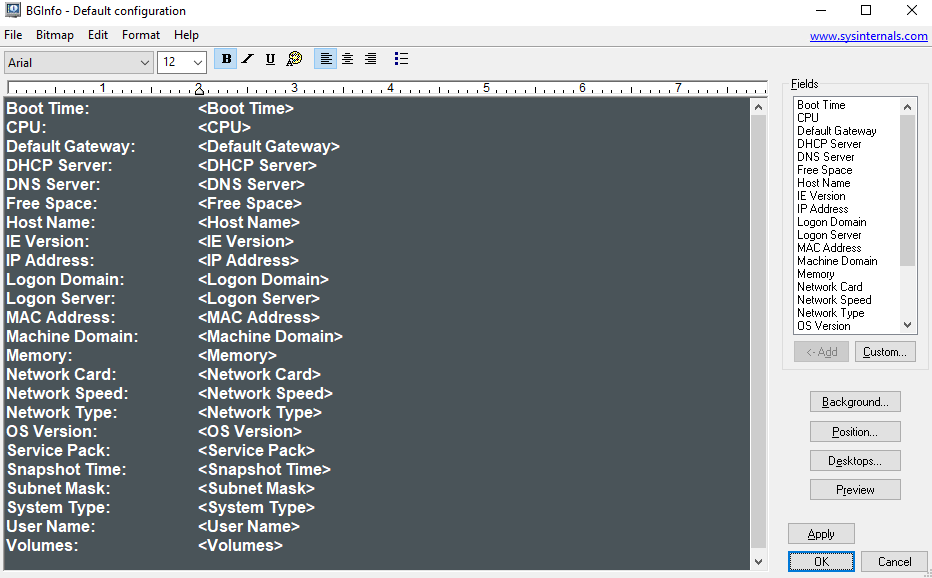 BGInfo - Default configuration
File Bitmap Edit Format Help
www.sysinternals.com
Arial 12 B I U
1 2 3 4 5 6 7
Boot Time: <Boot Time>
CPU: <CPU>
Default Gateway: <Default Gateway>
DHCP Server: <DHCP Server>
DNS Server: <DNS Server>
Free Space: <Free Space>
Host Name: <Host Name>
IE Version: <IE Version>
IP Address: <IP Address>
Logon Domain: <Logon Domain>
Logon Server: <Logon Server>
MAC Address: <MAC Address>
Machine Domain: <Machine Domain>
Memory: <Memory>
Network Card: <Network Card>
Network Speed: <Network Speed>
Network Type: <Network Type>
OS Version: <OS Version>
Service Pack: <Service Pack>
Snapshot Time: <Snapshot Time>
Subnet Mask: <Subnet Mask>
System Type: <System Type>
User Name: <User Name>
Volumes: <Volumes>
Fields
Boot Time
CPU
Default Gateway
DHCP Server
DNS Server
Free Space
Host Name
IE Version
IP Address
Logon Domain
Logon Server
MAC Address
Machine Domain
Memory
Network Card
Network Speed
Network Type
OS Version
<- Add Custom...
Background...
Position...
Desktops...
Preview
Apply
OK Cancel